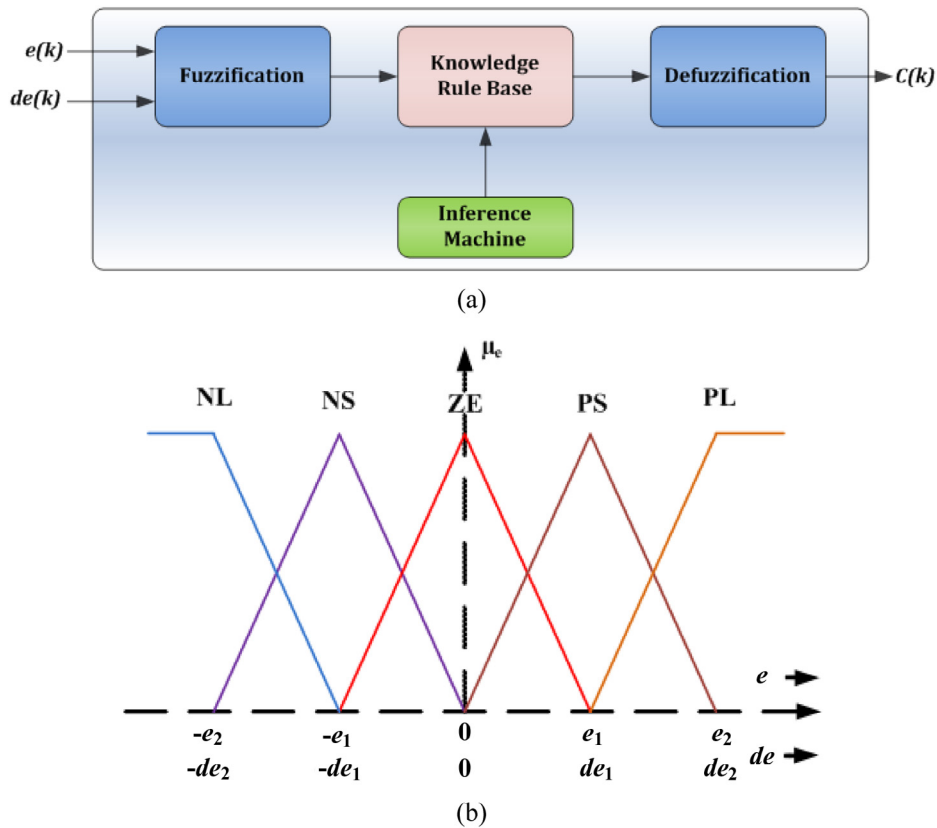 e(k)
de(k)
Fuzzification
Knowledge
Rule Base
Defuzzification
C(k)
Inference
Machine
(a)
μₑ
NL
NS
ZE
PS
PL
e
-e₂
-e₁
0
e₁
e₂
-de₂
-de₁
0
de₁
de₂
de
(b)